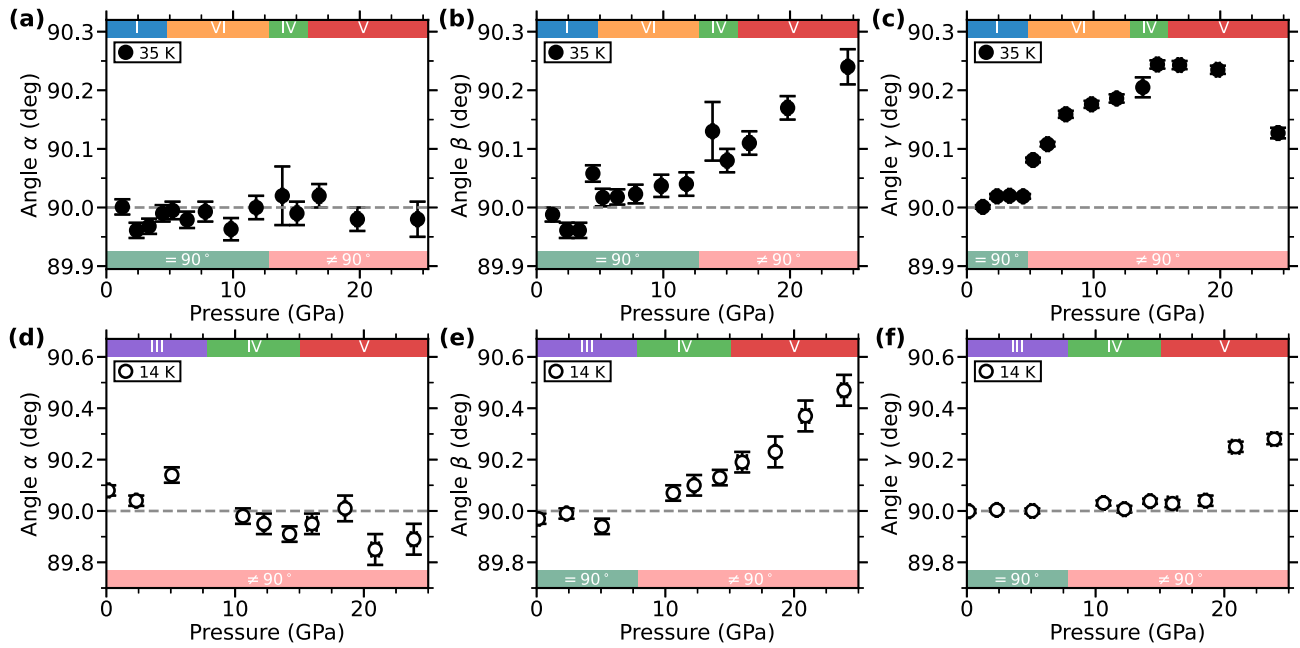 (a)
I VI IV V
35 K
90.3
90.2
90.1
90.0
89.9
Angle α (deg)
= 90° ≠ 90°
0 10 20
Pressure (GPa)
(b)
I VI IV V
35 K
90.3
90.2
90.1
90.0
89.9
Angle β (deg)
= 90° ≠ 90°
0 10 20
Pressure (GPa)
(c)
I VI IV V
35 K
90.3
90.2
90.1
90.0
89.9
Angle γ (deg)
= 90° ≠ 90°
0 10 20
Pressure (GPa)
(d)
III IV V
14 K
90.6
90.4
90.2
90.0
89.8
Angle α (deg)
≠ 90°
0 5 10 15 20
Pressure (GPa)
(e)
III IV V
14 K
90.6
90.4
90.2
90.0
89.8
Angle β (deg)
= 90° ≠ 90°
0 5 10 15 20
Pressure (GPa)
(f)
III IV V
14 K
90.6
90.4
90.2
90.0
89.8
Angle γ (deg)
= 90° ≠ 90°
0 5 10 15 20
Pressure (GPa)